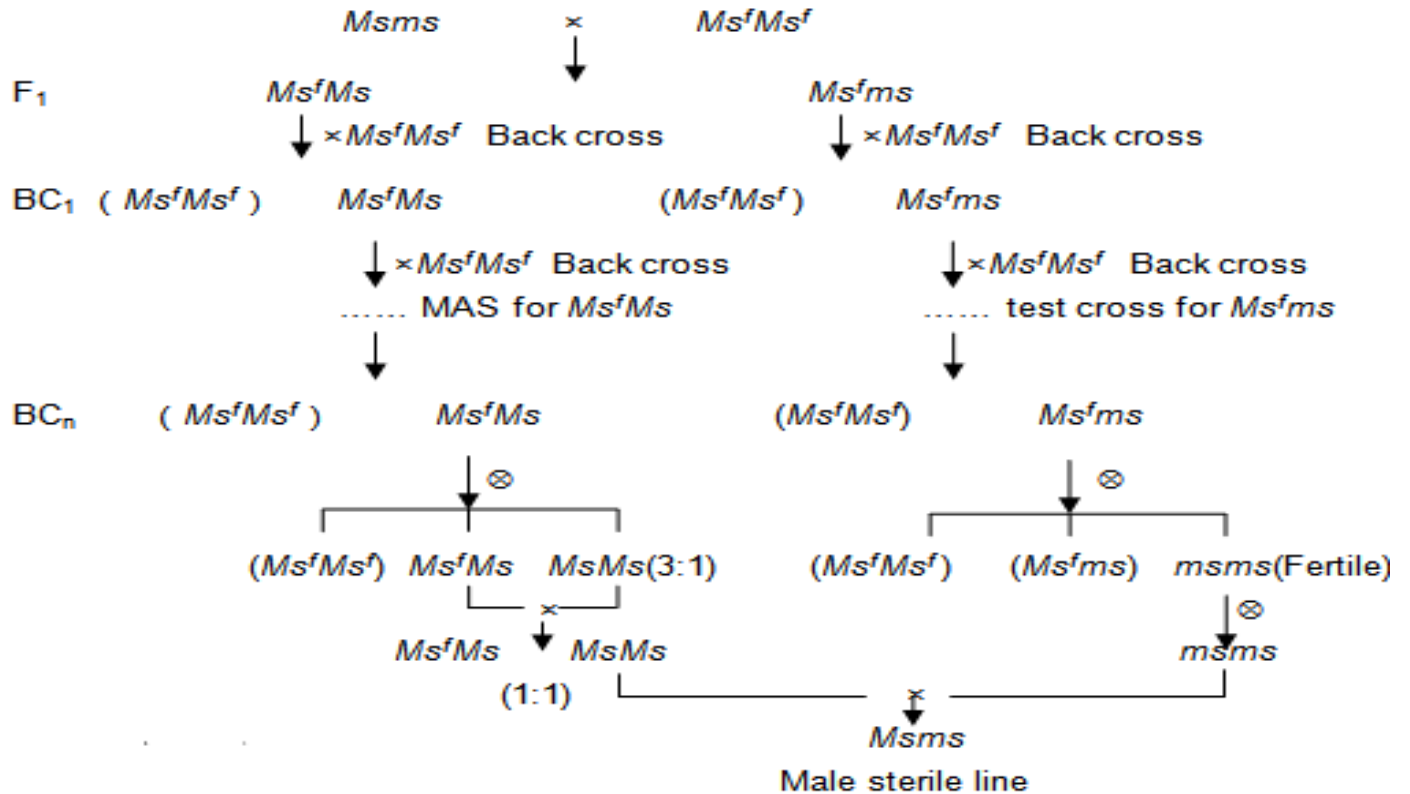 Msms × MsᶠMsᶠ
F₁ MsᶠMs Msᶠms
×MsᶠMsᶠ Back cross ×MsᶠMsᶠ Back cross
BC₁ ( MsᶠMsᶠ ) MsᶠMs (MsᶠMsᶠ) Msᶠms
×MsᶠMsᶠ Back cross ×MsᶠMsᶠ Back cross
…… MAS for MsᶠMs …… test cross for Msᶠms
BCₙ ( MsᶠMsᶠ ) MsᶠMs (MsᶠMsᶠ) Msᶠms
⊗ ⊗
(MsᶠMsᶠ) MsᶠMs MsMs(3:1) (MsᶠMsᶠ) (Msᶠms) msms(Fertile)
× ⊗
MsᶠMs MsMs msms
(1:1) ×
Msms
Male sterile line